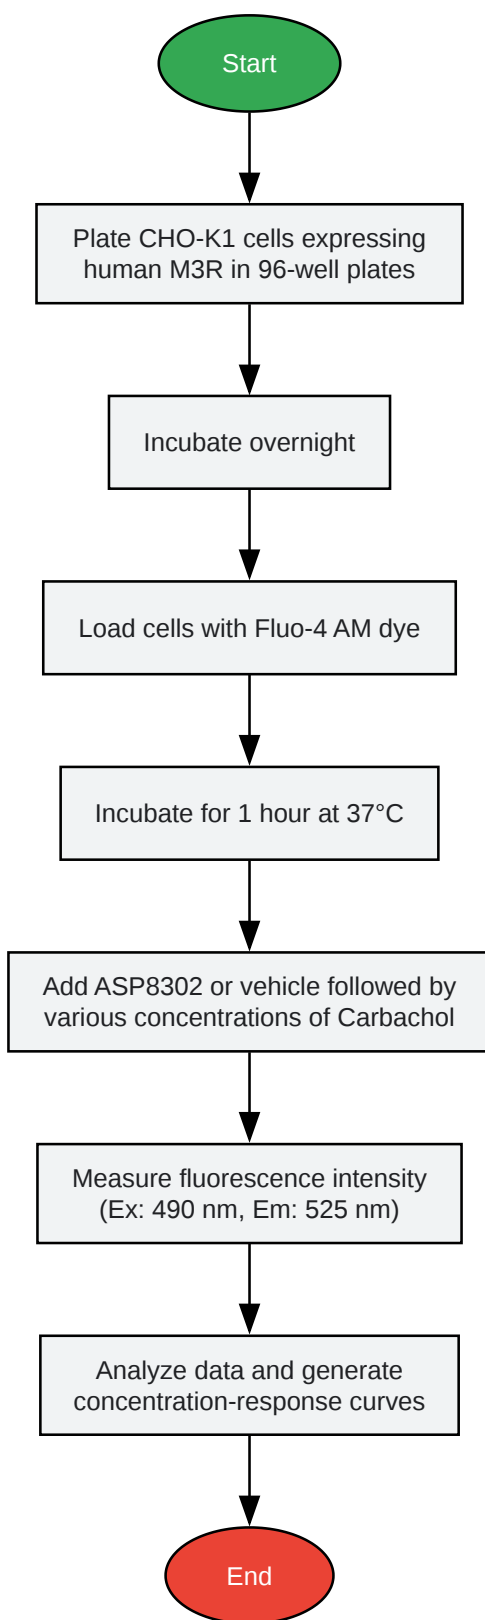 Start
Plate CHO-K1 cells expressing
human M3R in 96-well plates
Incubate overnight
Load cells with Fluo-4 AM dye
Incubate for 1 hour at 37°C
Add ASP8302 or vehicle followed by
various concentrations of Carbachol
Measure fluorescence intensity
(Ex: 490 nm, Em: 525 nm)
Analyze data and generate
concentration-response curves
End